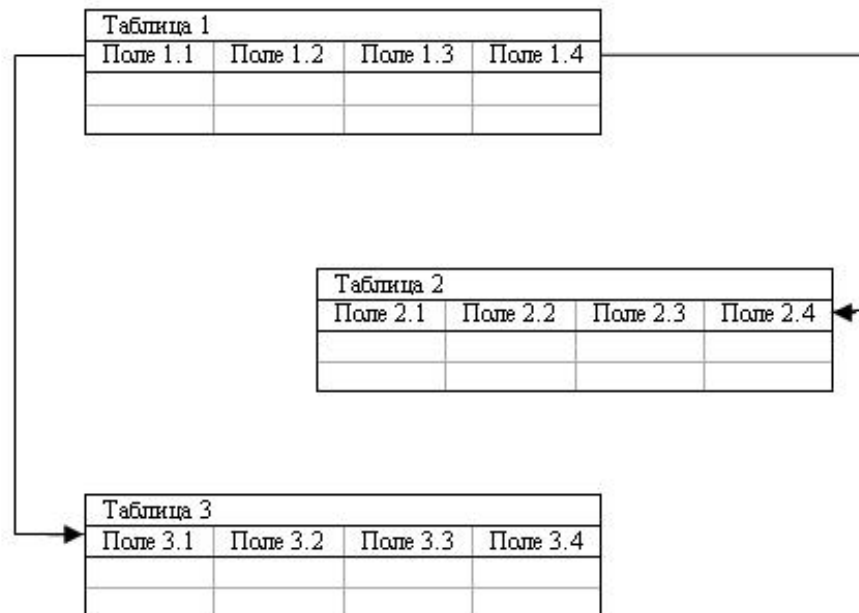 Таблица 1
Поле 1.1 Поле 1.2 Поле 1.3 Поле 1.4
Таблица 2
Поле 2.1 Поле 2.2 Поле 2.3 Поле 2.4
Таблица 3
Поле 3.1 Поле 3.2 Поле 3.3 Поле 3.4